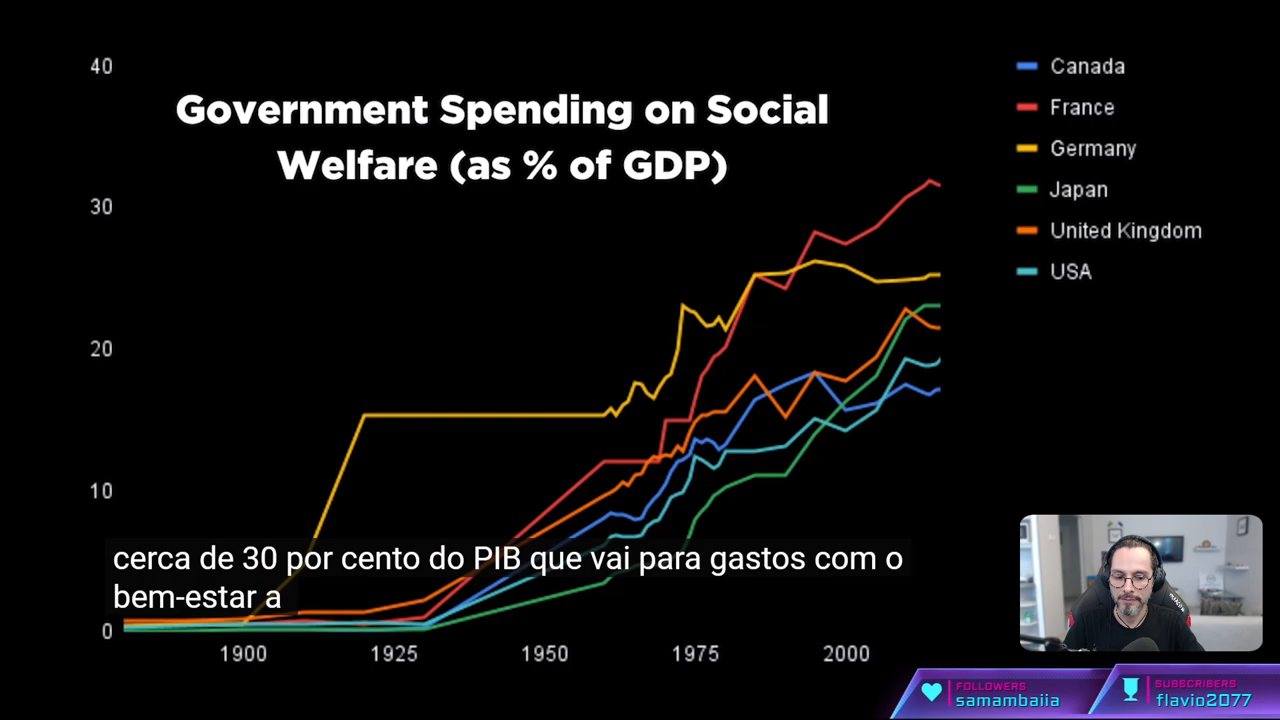 40
Government Spending on Social
Welfare (as % of GDP)
30
20
10
0
1900
1925
1950
1975
2000
Canada
France
Germany
Japan
United Kingdom
USA
cerca de 30 por cento do PIB que vai para gastos com o
bem-estar a
FOLLOWERS
samambaiia
SUBSCRIBERS
flavio2077